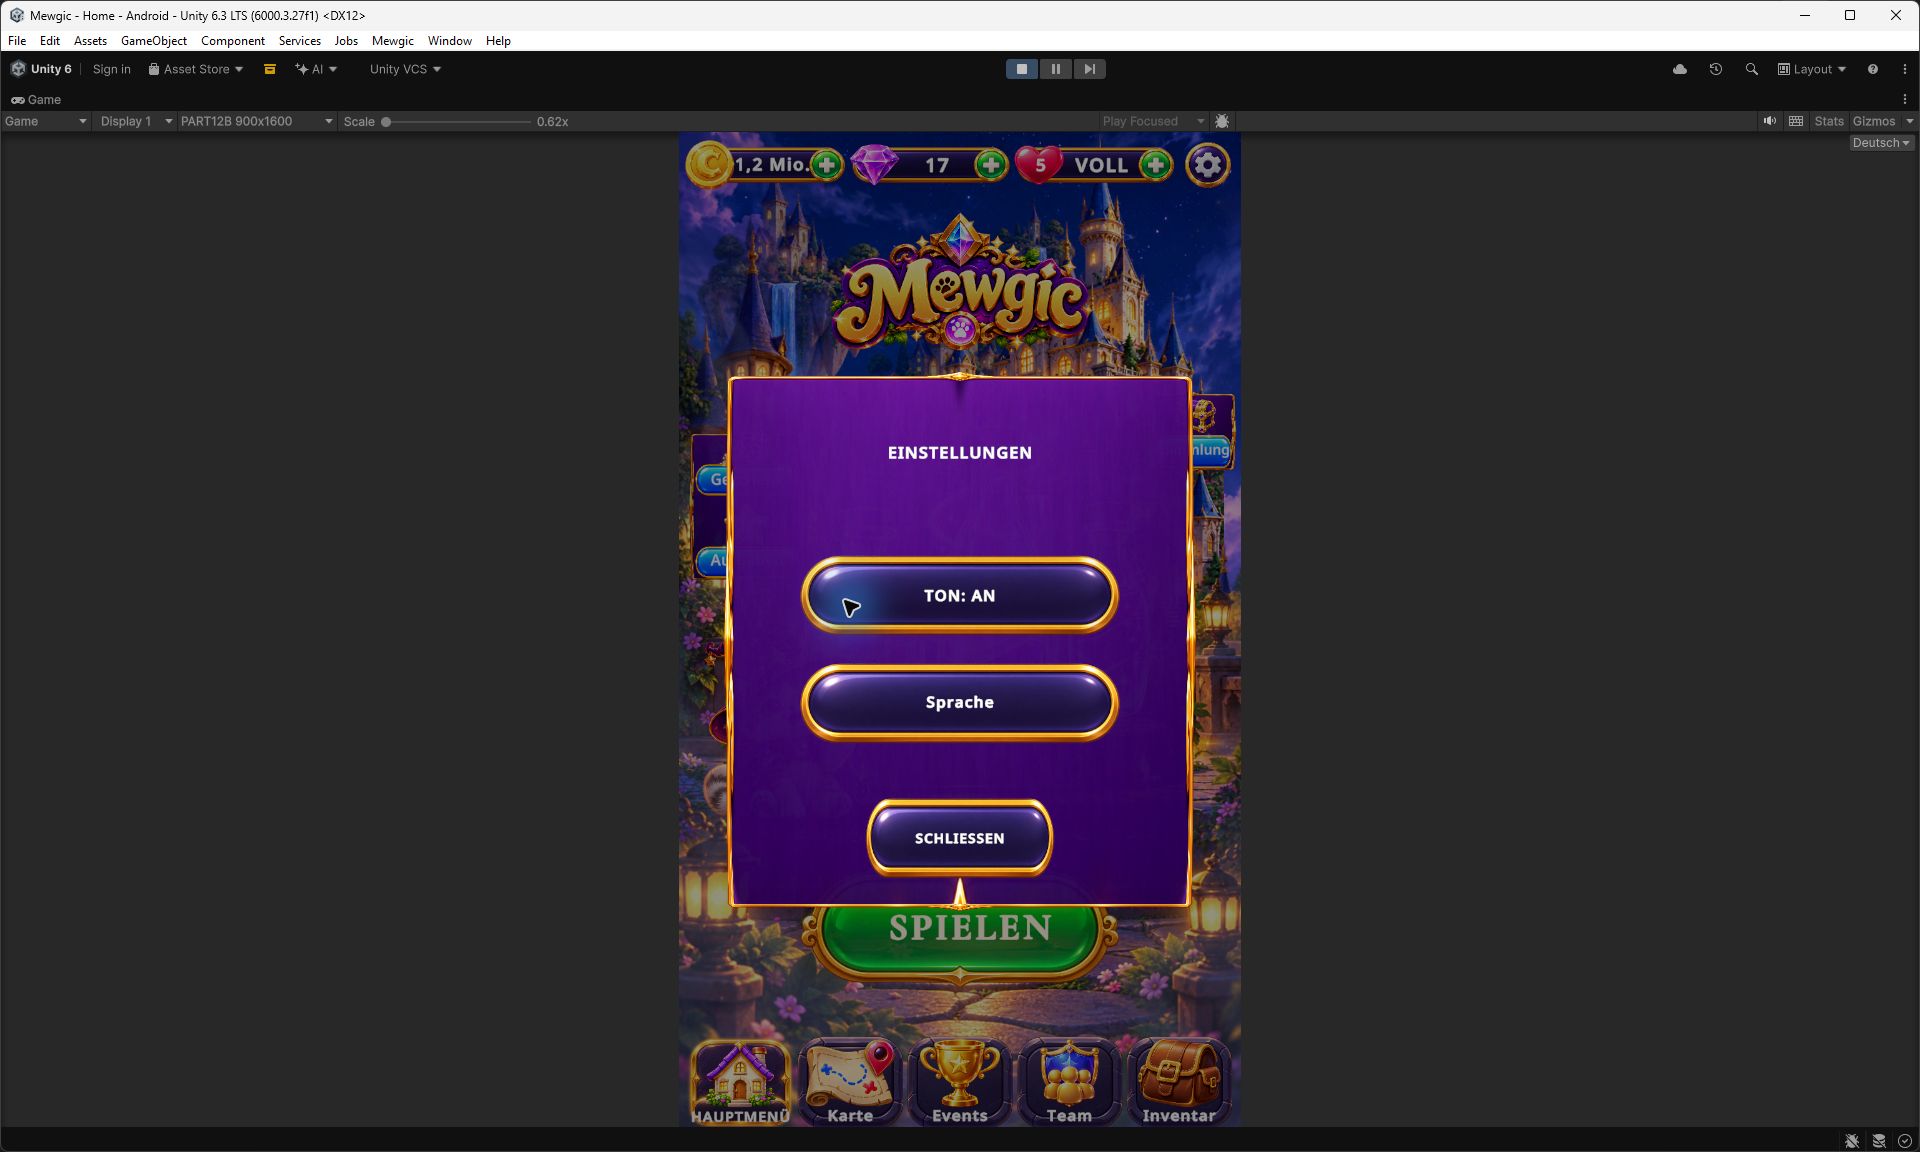 Mewgic - Home - Android - Unity 6.3 LTS (6000.3.27f1) <DX12>
File Edit Assets GameObject Component Services Jobs Mewgic Window Help
Unity 6 Sign in Asset Store AI Unity VCS Layout
Game
Game Display 1 PART12B 900x1600 Scale 0.62x Play Focused Stats Gizmos
Deutsch
C 1,2 Mio. 17 5 VOLL
Mewgic
EINSTELLUNGEN
TON: AN
Sprache
SCHLIESSEN
SPIELEN
HAUPTMENÜ Karte Events Team Inventar